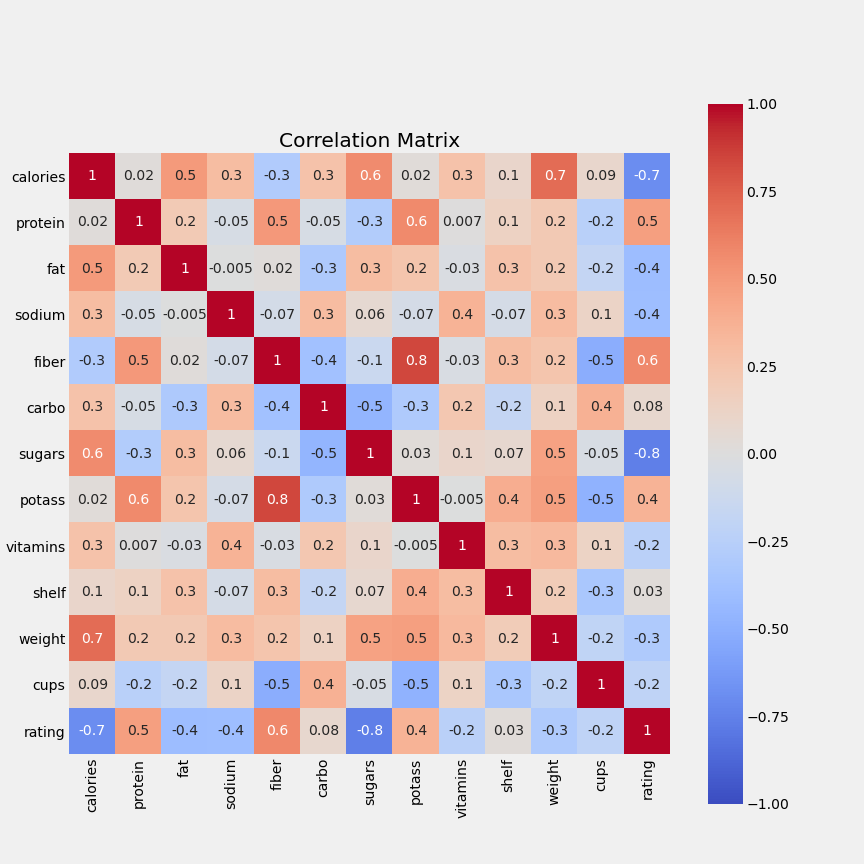 Correlation Matrix
calories 1 0.02 0.5 0.3 -0.3 0.3 0.6 0.02 0.3 0.1 0.7 0.09 -0.7
protein 0.02 1 0.2 -0.05 0.5 -0.05 -0.3 0.6 0.007 0.1 0.2 -0.2 0.5
fat 0.5 0.2 1 -0.005 0.02 -0.3 0.3 0.2 -0.03 0.3 0.2 -0.2 -0.4
sodium 0.3 -0.05 -0.005 1 -0.07 0.3 0.06 -0.07 0.4 -0.07 0.3 0.1 -0.4
fiber -0.3 0.5 0.02 -0.07 1 -0.4 -0.1 0.8 -0.03 0.3 0.2 -0.5 0.6
carbo 0.3 -0.05 -0.3 0.3 -0.4 1 -0.5 -0.3 0.2 -0.2 0.1 0.4 0.08
sugars 0.6 -0.3 0.3 0.06 -0.1 -0.5 1 0.03 0.1 0.07 0.5 -0.05 -0.8
potass 0.02 0.6 0.2 -0.07 0.8 -0.3 0.03 1 -0.005 0.4 0.5 -0.5 0.4
vitamins 0.3 0.007 -0.03 0.4 -0.03 0.2 0.1 -0.005 1 0.3 0.3 0.1 -0.2
shelf 0.1 0.1 0.3 -0.07 0.3 -0.2 0.07 0.4 0.3 1 0.2 -0.3 0.03
weight 0.7 0.2 0.2 0.3 0.2 0.1 0.5 0.5 0.3 0.2 1 -0.2 -0.3
cups 0.09 -0.2 -0.2 0.1 -0.5 0.4 -0.05 -0.5 0.1 -0.3 -0.2 1 -0.2
rating -0.7 0.5 -0.4 -0.4 0.6 0.08 -0.8 0.4 -0.2 0.03 -0.3 -0.2 1
calories protein fat sodium fiber carbo sugars potass vitamins shelf weight cups rating
1.00
0.75
0.50
0.25
0.00
−0.25
−0.50
−0.75
−1.00